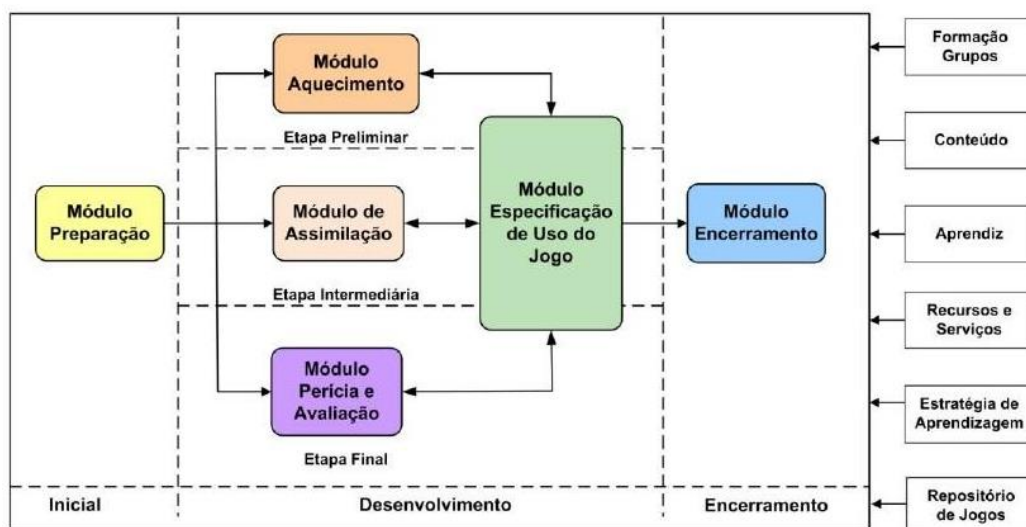 Módulo
Aquecimento
Etapa Preliminar
Módulo
Preparação
Módulo de
Assimilação
Etapa Intermediária
Módulo
Perícia e
Avaliação
Etapa Final
Módulo
Especificação
de Uso do
Jogo
Módulo
Encerramento
Inicial
Desenvolvimento
Encerramento
Formação
Grupos
Conteúdo
Aprendiz
Recursos e
Serviços
Estratégia de
Aprendizagem
Repositório
de Jogos